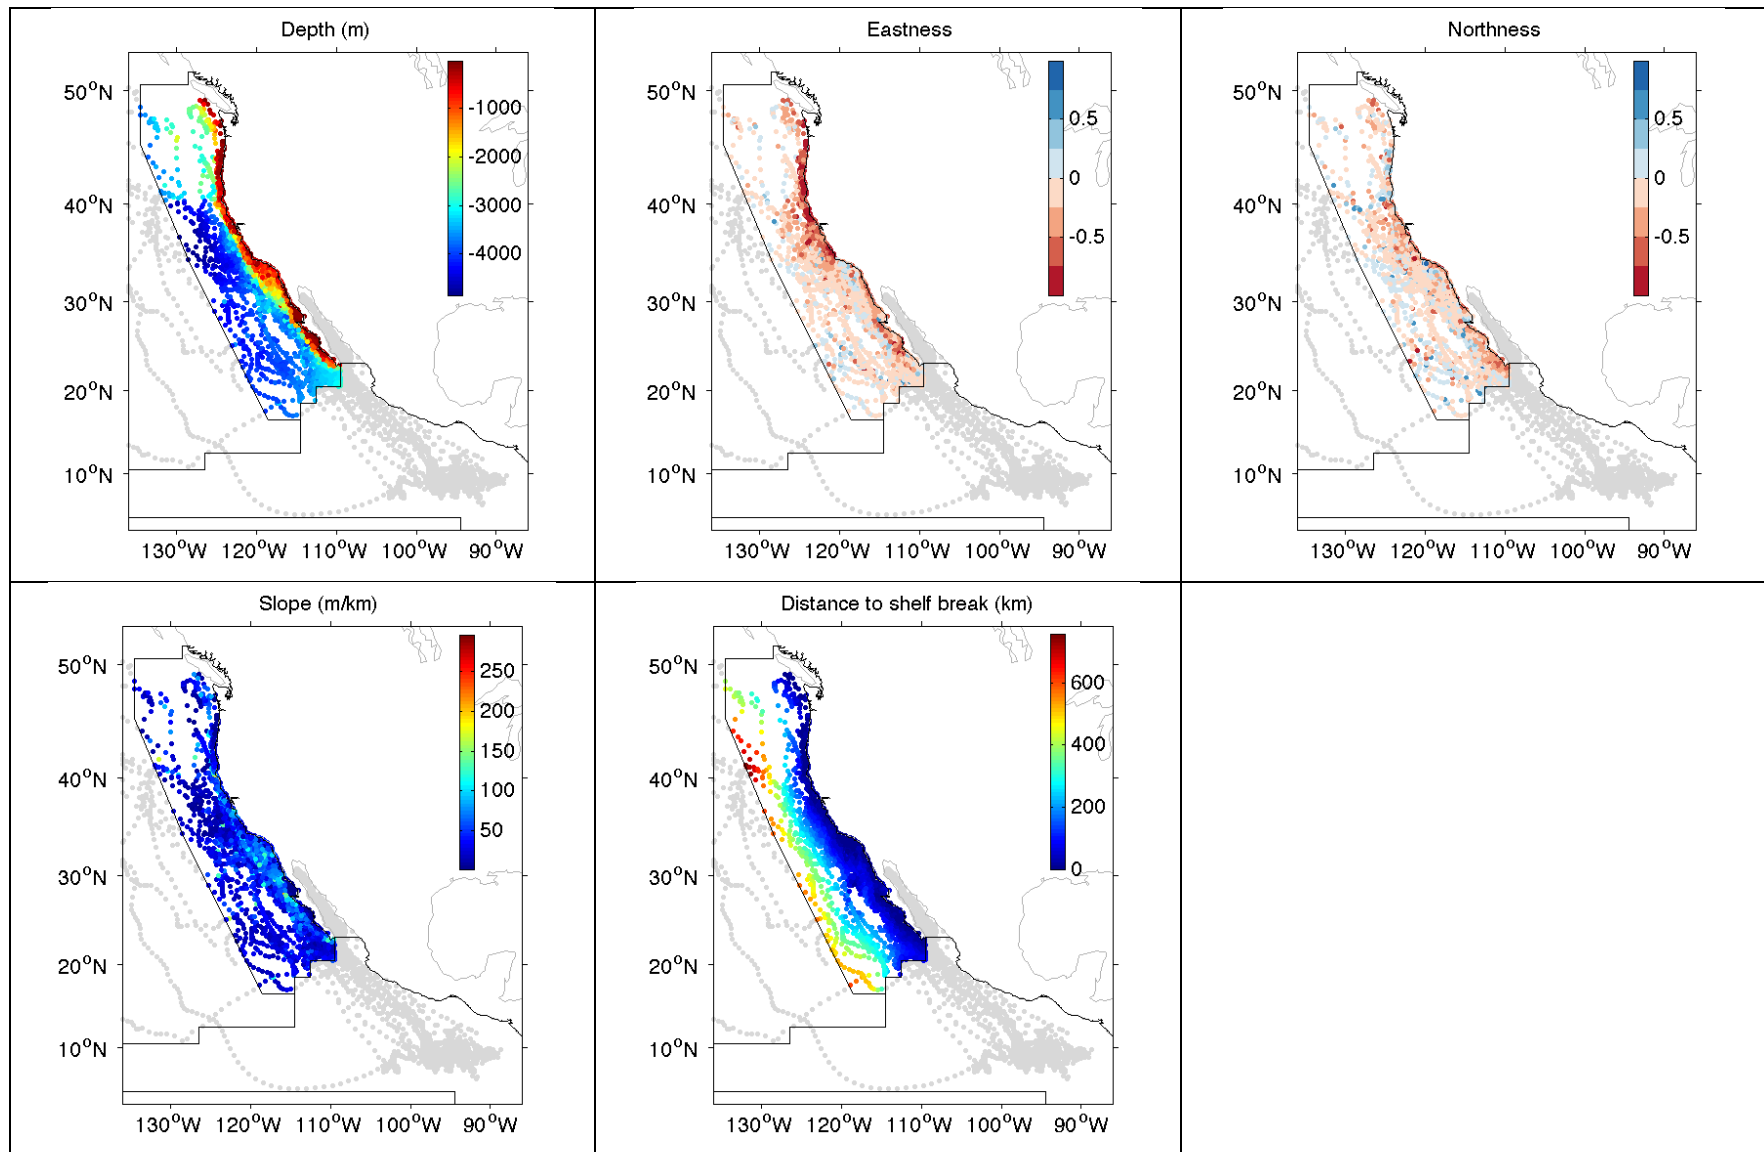 Depth (m)
50°N
40°N
30°N
20°N
10°N
130°W 120°W 110°W 100°W 90°W
-1000
-2000
-3000
-4000
Eastness
50°N
40°N
30°N
20°N
10°N
130°W 120°W 110°W 100°W 90°W
0.5
0
-0.5
Northness
50°N
40°N
30°N
20°N
10°N
130°W 120°W 110°W 100°W 90°W
0.5
0
-0.5
Slope (m/km)
50°N
40°N
30°N
20°N
10°N
130°W 120°W 110°W 100°W 90°W
250
200
150
100
50
Distance to shelf break (km)
50°N
40°N
30°N
20°N
10°N
130°W 120°W 110°W 100°W 90°W
600
400
200
0